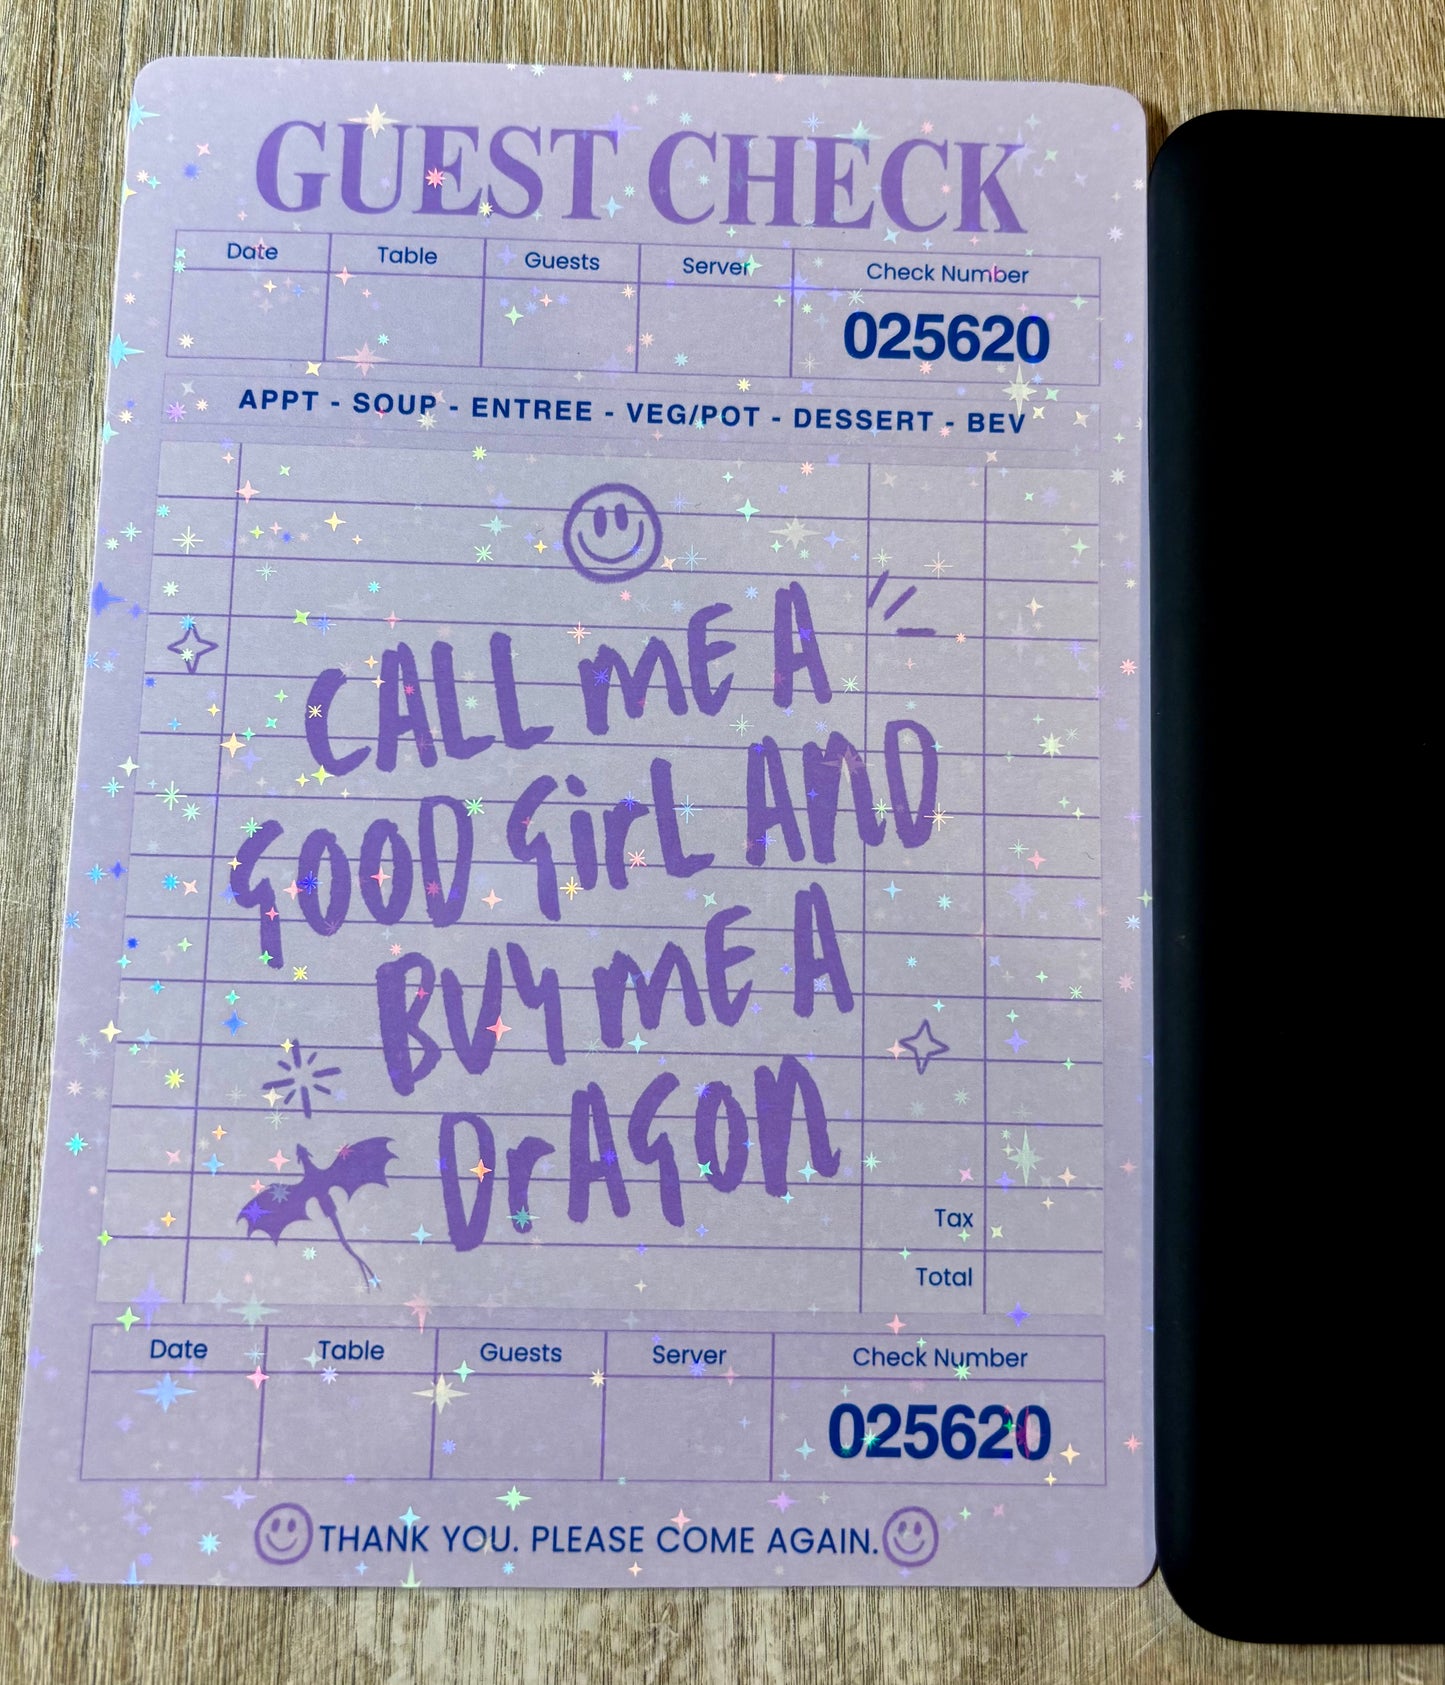 GUEST CHECK
Date Table Guests Server Check Number
025620
APPT - SOUP - ENTREE - VEG/POT - DESSERT - BEV
CALL ME A
GOOD GIRL AND
BUY ME A
DRAGON
Tax
Total
Date Table Guests Server Check Number
025620
THANK YOU. PLEASE COME AGAIN.